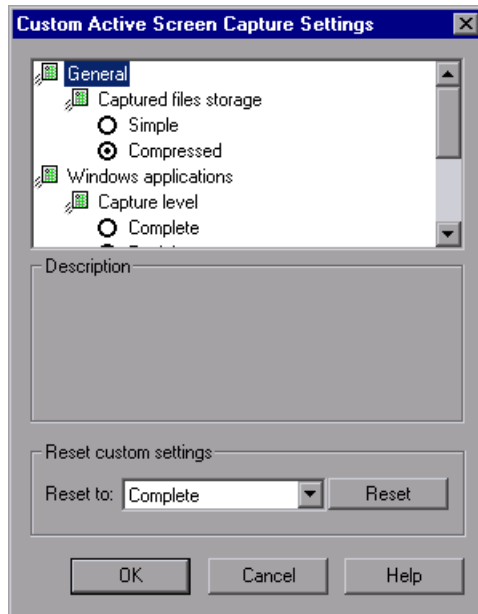 Custom Active Screen Capture Settings
General
Captured files storage
Simple
Compressed
Windows applications
Capture level
Complete
Description
Reset custom settings
Reset to: Complete Reset
OK Cancel Help